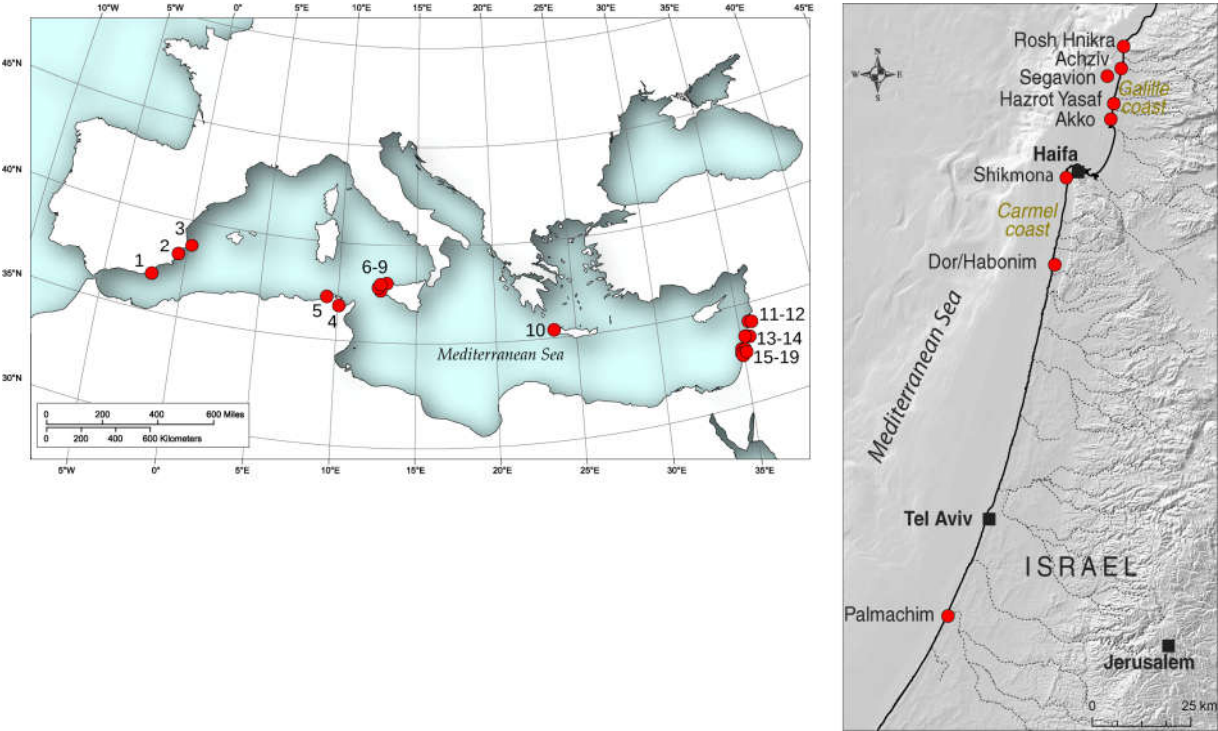 10°W 5°W 0° 5°E 10°E 15°E 20°E 25°E 30°E 35°E 40°E 45°E
45°N
40°N
35°N
30°N
45°N
40°N
35°N
30°N
3
2
1
6-9
5
4
10
11-12
13-14
15-19
Mediterranean Sea
0 200 400 600 Miles
0 200 400 600 Kilometers
5°W 0° 5°E 10°E 15°E 20°E 25°E 30°E 35°E
N
W E
S
Rosh Hnikra
Achziv
Segavion
Hazrot Yasaf
Akko
Galilee
coast
Haifa
Shikmona
Carmel
coast
Dor/Habonim
Mediterranean Sea
Tel Aviv
ISRAEL
Palmachim
Jerusalem
0 25 km